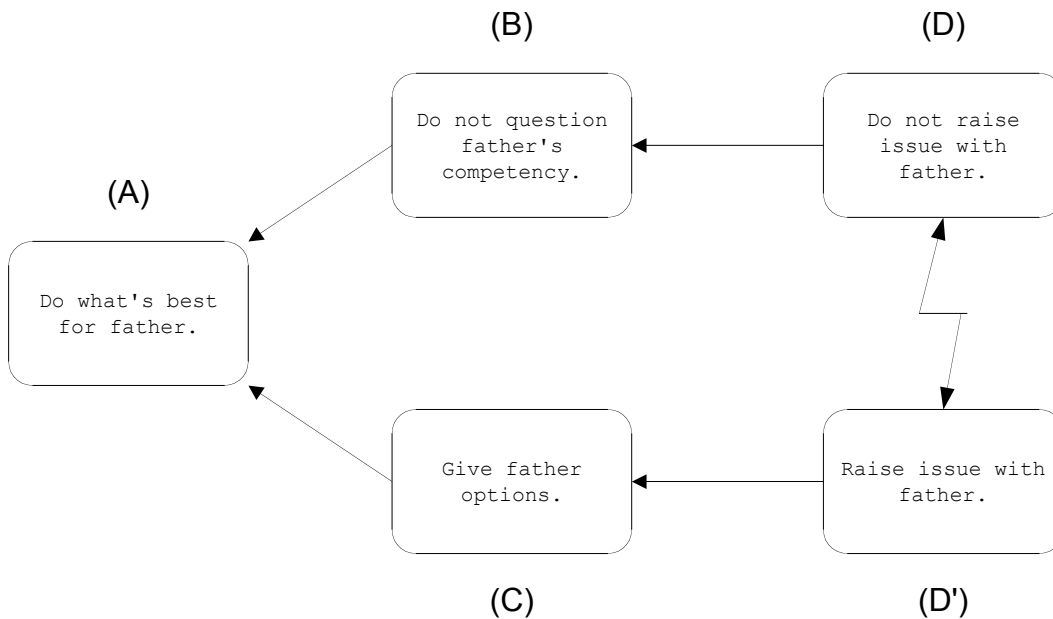 (B)
(D)
Do not question
father's
competency.
Do not raise
issue with
father.
(A)
Do what's best
for father.
Give father
options.
Raise issue with
father.
(C)
(D')